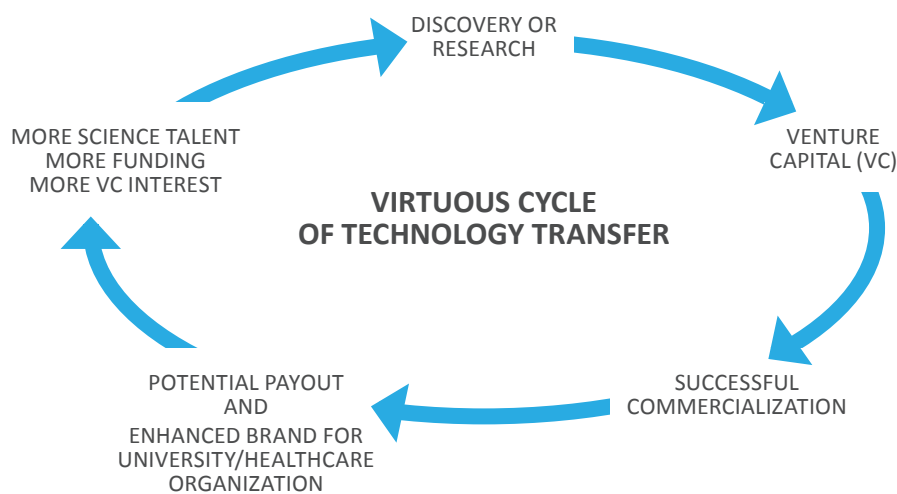 DISCOVERY OR
RESEARCH
VENTURE
CAPITAL (VC)
SUCCESSFUL
COMMERCIALIZATION
POTENTIAL PAYOUT
AND
ENHANCED BRAND FOR
UNIVERSITY/HEALTHCARE
ORGANIZATION
MORE SCIENCE TALENT
MORE FUNDING
MORE VC INTEREST
VIRTUOUS CYCLE
OF TECHNOLOGY TRANSFER